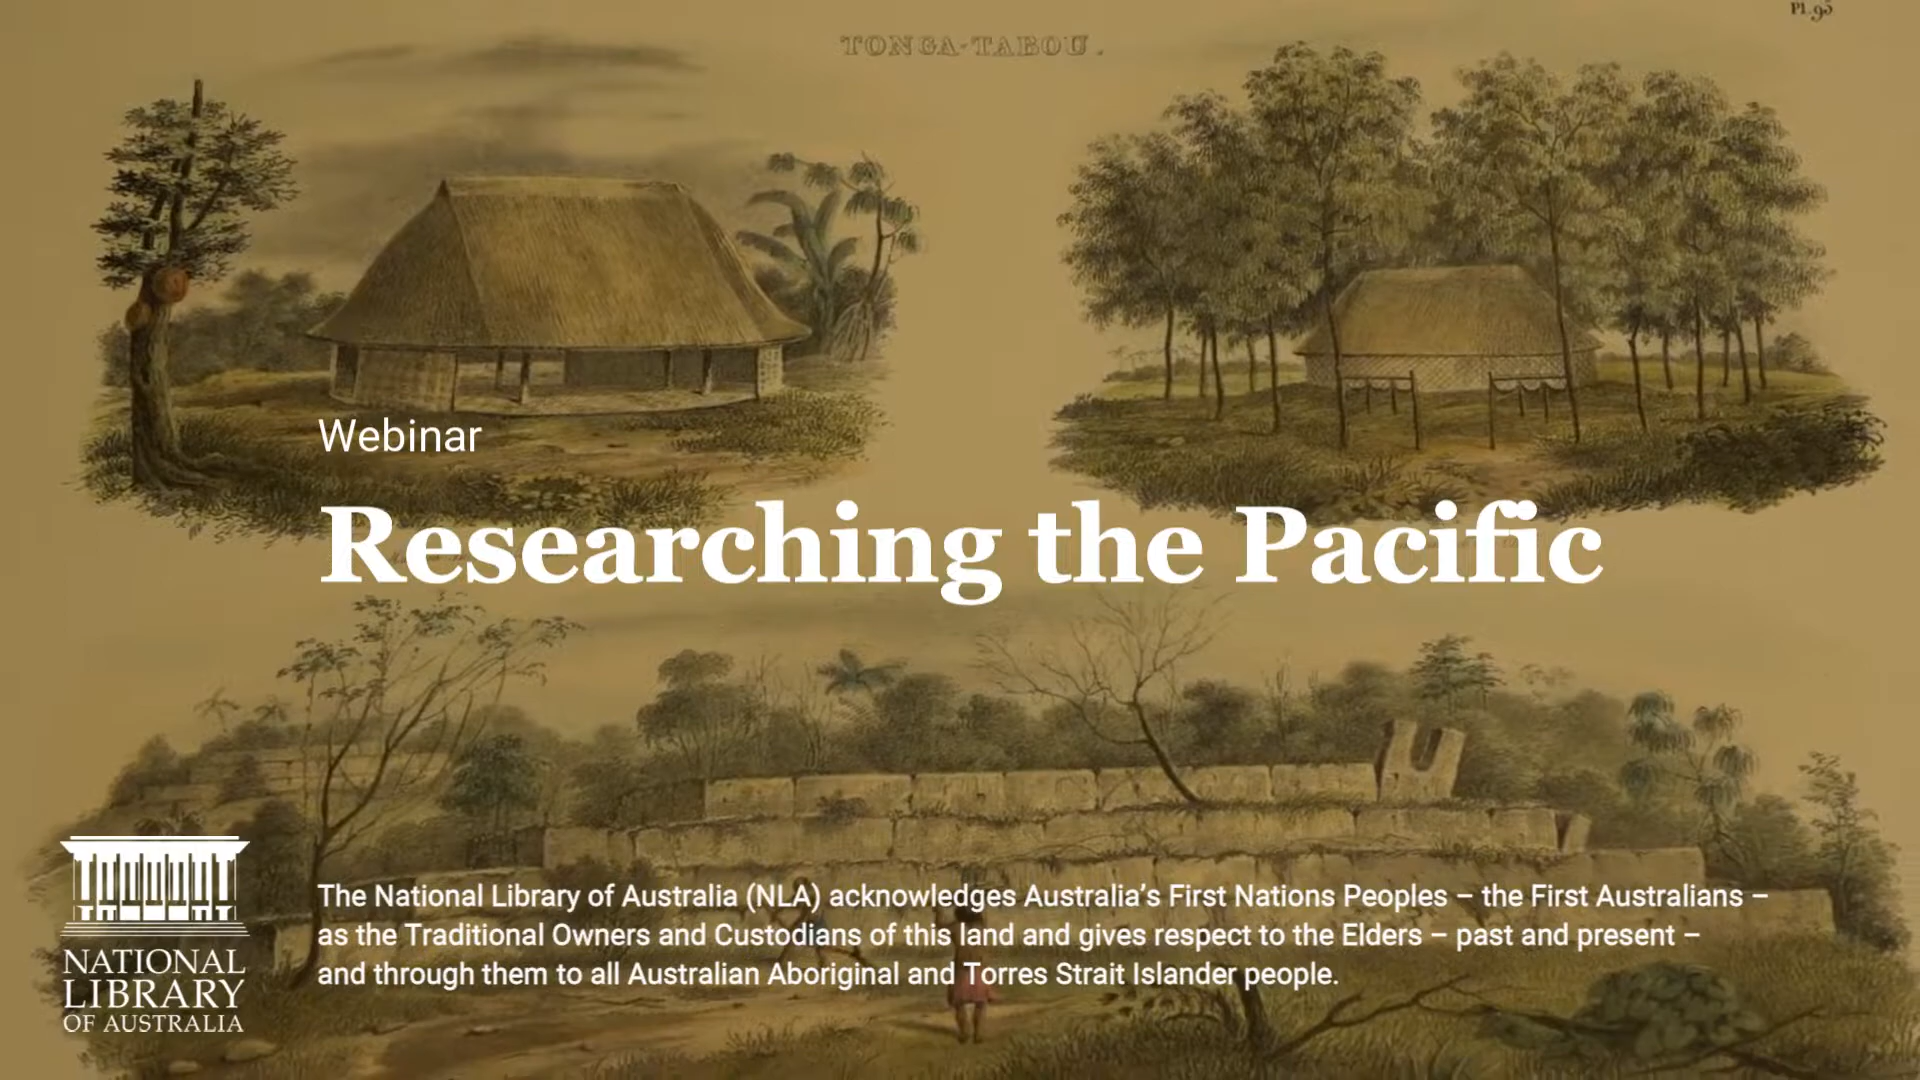 Pl. 95
TONGA-TABOU.
Webinar
Researching the Pacific
The National Library of Australia (NLA) acknowledges Australia’s First Nations Peoples – the First Australians –
as the Traditional Owners and Custodians of this land and gives respect to the Elders – past and present –
and through them to all Australian Aboriginal and Torres Strait Islander people.
NATIONAL
LIBRARY
OF AUSTRALIA